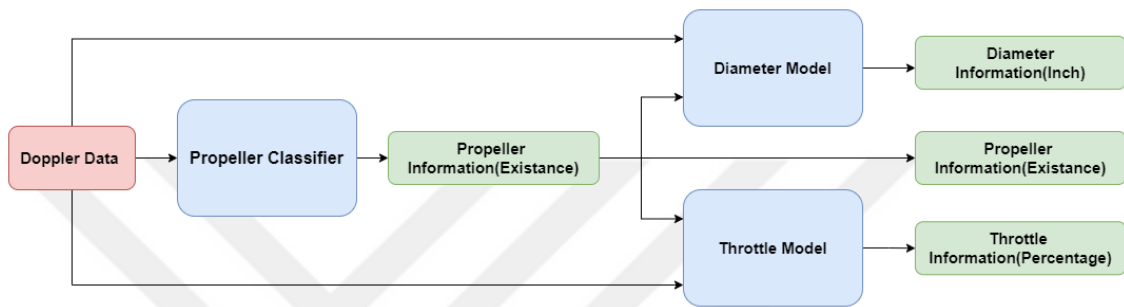 Diameter Model
Diameter
Information(Inch)
Doppler Data
Propeller Classifier
Propeller
Information(Existance)
Propeller
Information(Existance)
Throttle Model
Throttle
Information(Percentage)